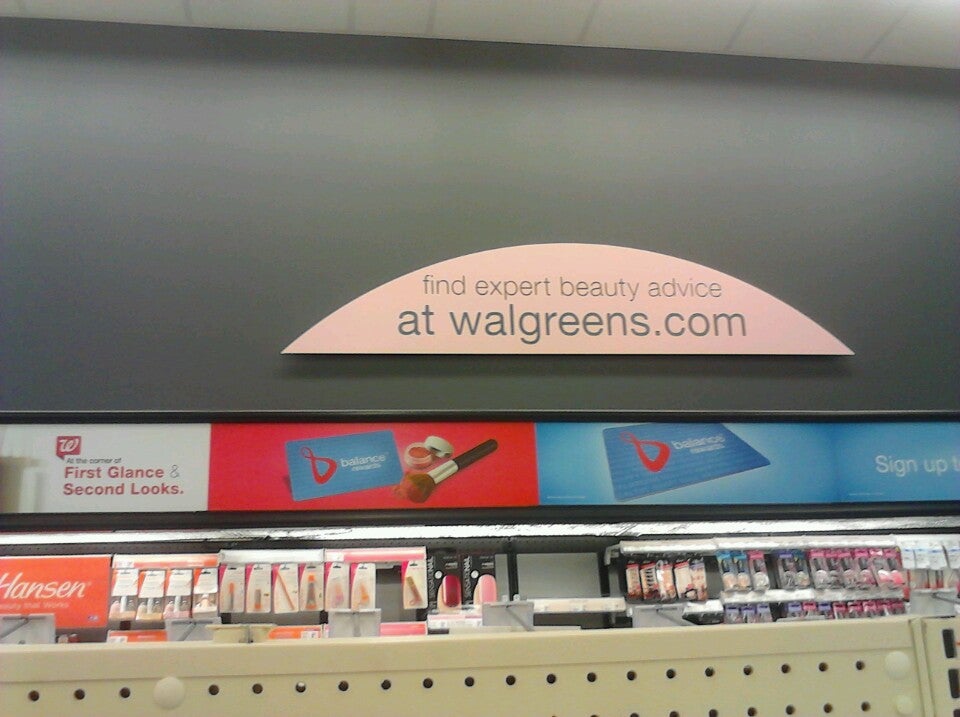 find expert beauty advice
at walgreens.com
W
At the corner of
First Glance &
Second Looks.
balance
rewards
balance
rewards
Sign up t
Hansen